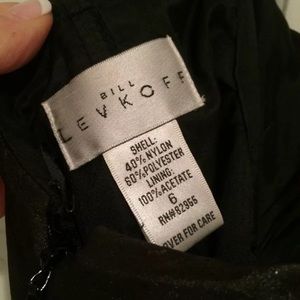 BILL
LEVKOFF
SHELL:
40% NYLON
60% POLYESTER
LINING:
100% ACETATE
6
RN#82956
OVER FOR CARE